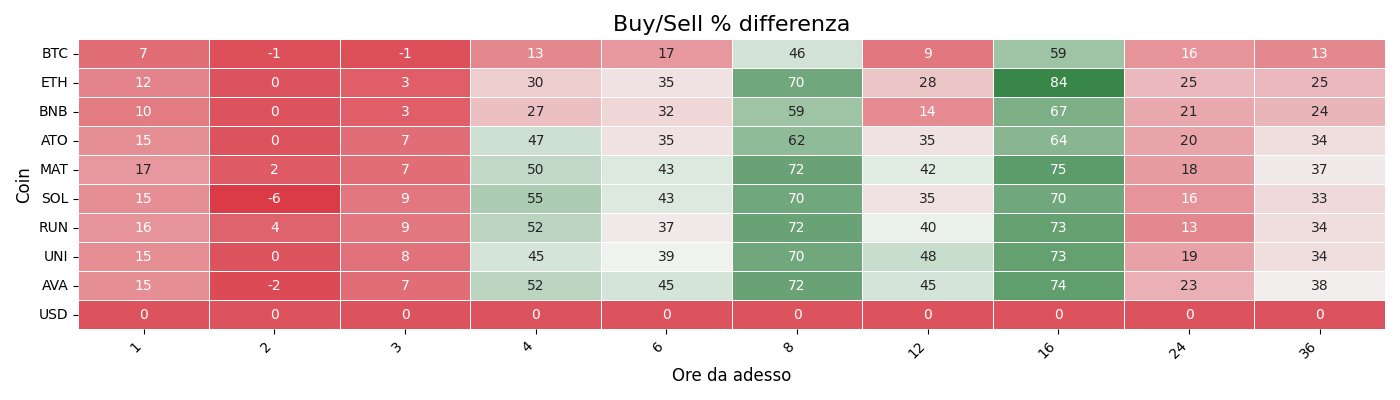 Buy/Sell % differenza
Coin
BTC 7 -1 -1 13 17 46 9 59 16 13
ETH 12 0 3 30 35 70 28 84 25 25
BNB 10 0 3 27 32 59 14 67 21 24
ATO 15 0 7 47 35 62 35 64 20 34
MAT 17 2 7 50 43 72 42 75 18 37
SOL 15 -6 9 55 43 70 35 70 16 33
RUN 16 4 9 52 37 72 40 73 13 34
UNI 15 0 8 45 39 70 48 73 19 34
AVA 15 -2 7 52 45 72 45 74 23 38
USD 0 0 0 0 0 0 0 0 0 0
1 2 3 4 6 8 12 16 24 36
Ore da adesso